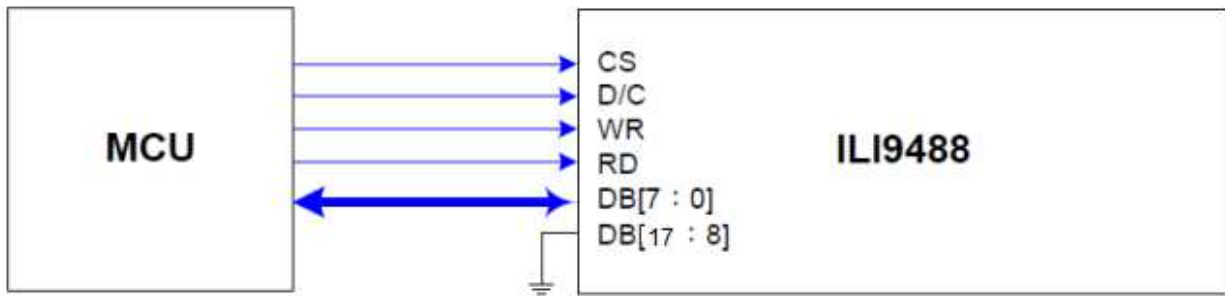 CS
D/C
MCU
WR
ILI9488
RD
DB[7 : 0]
DB[17 : 8]